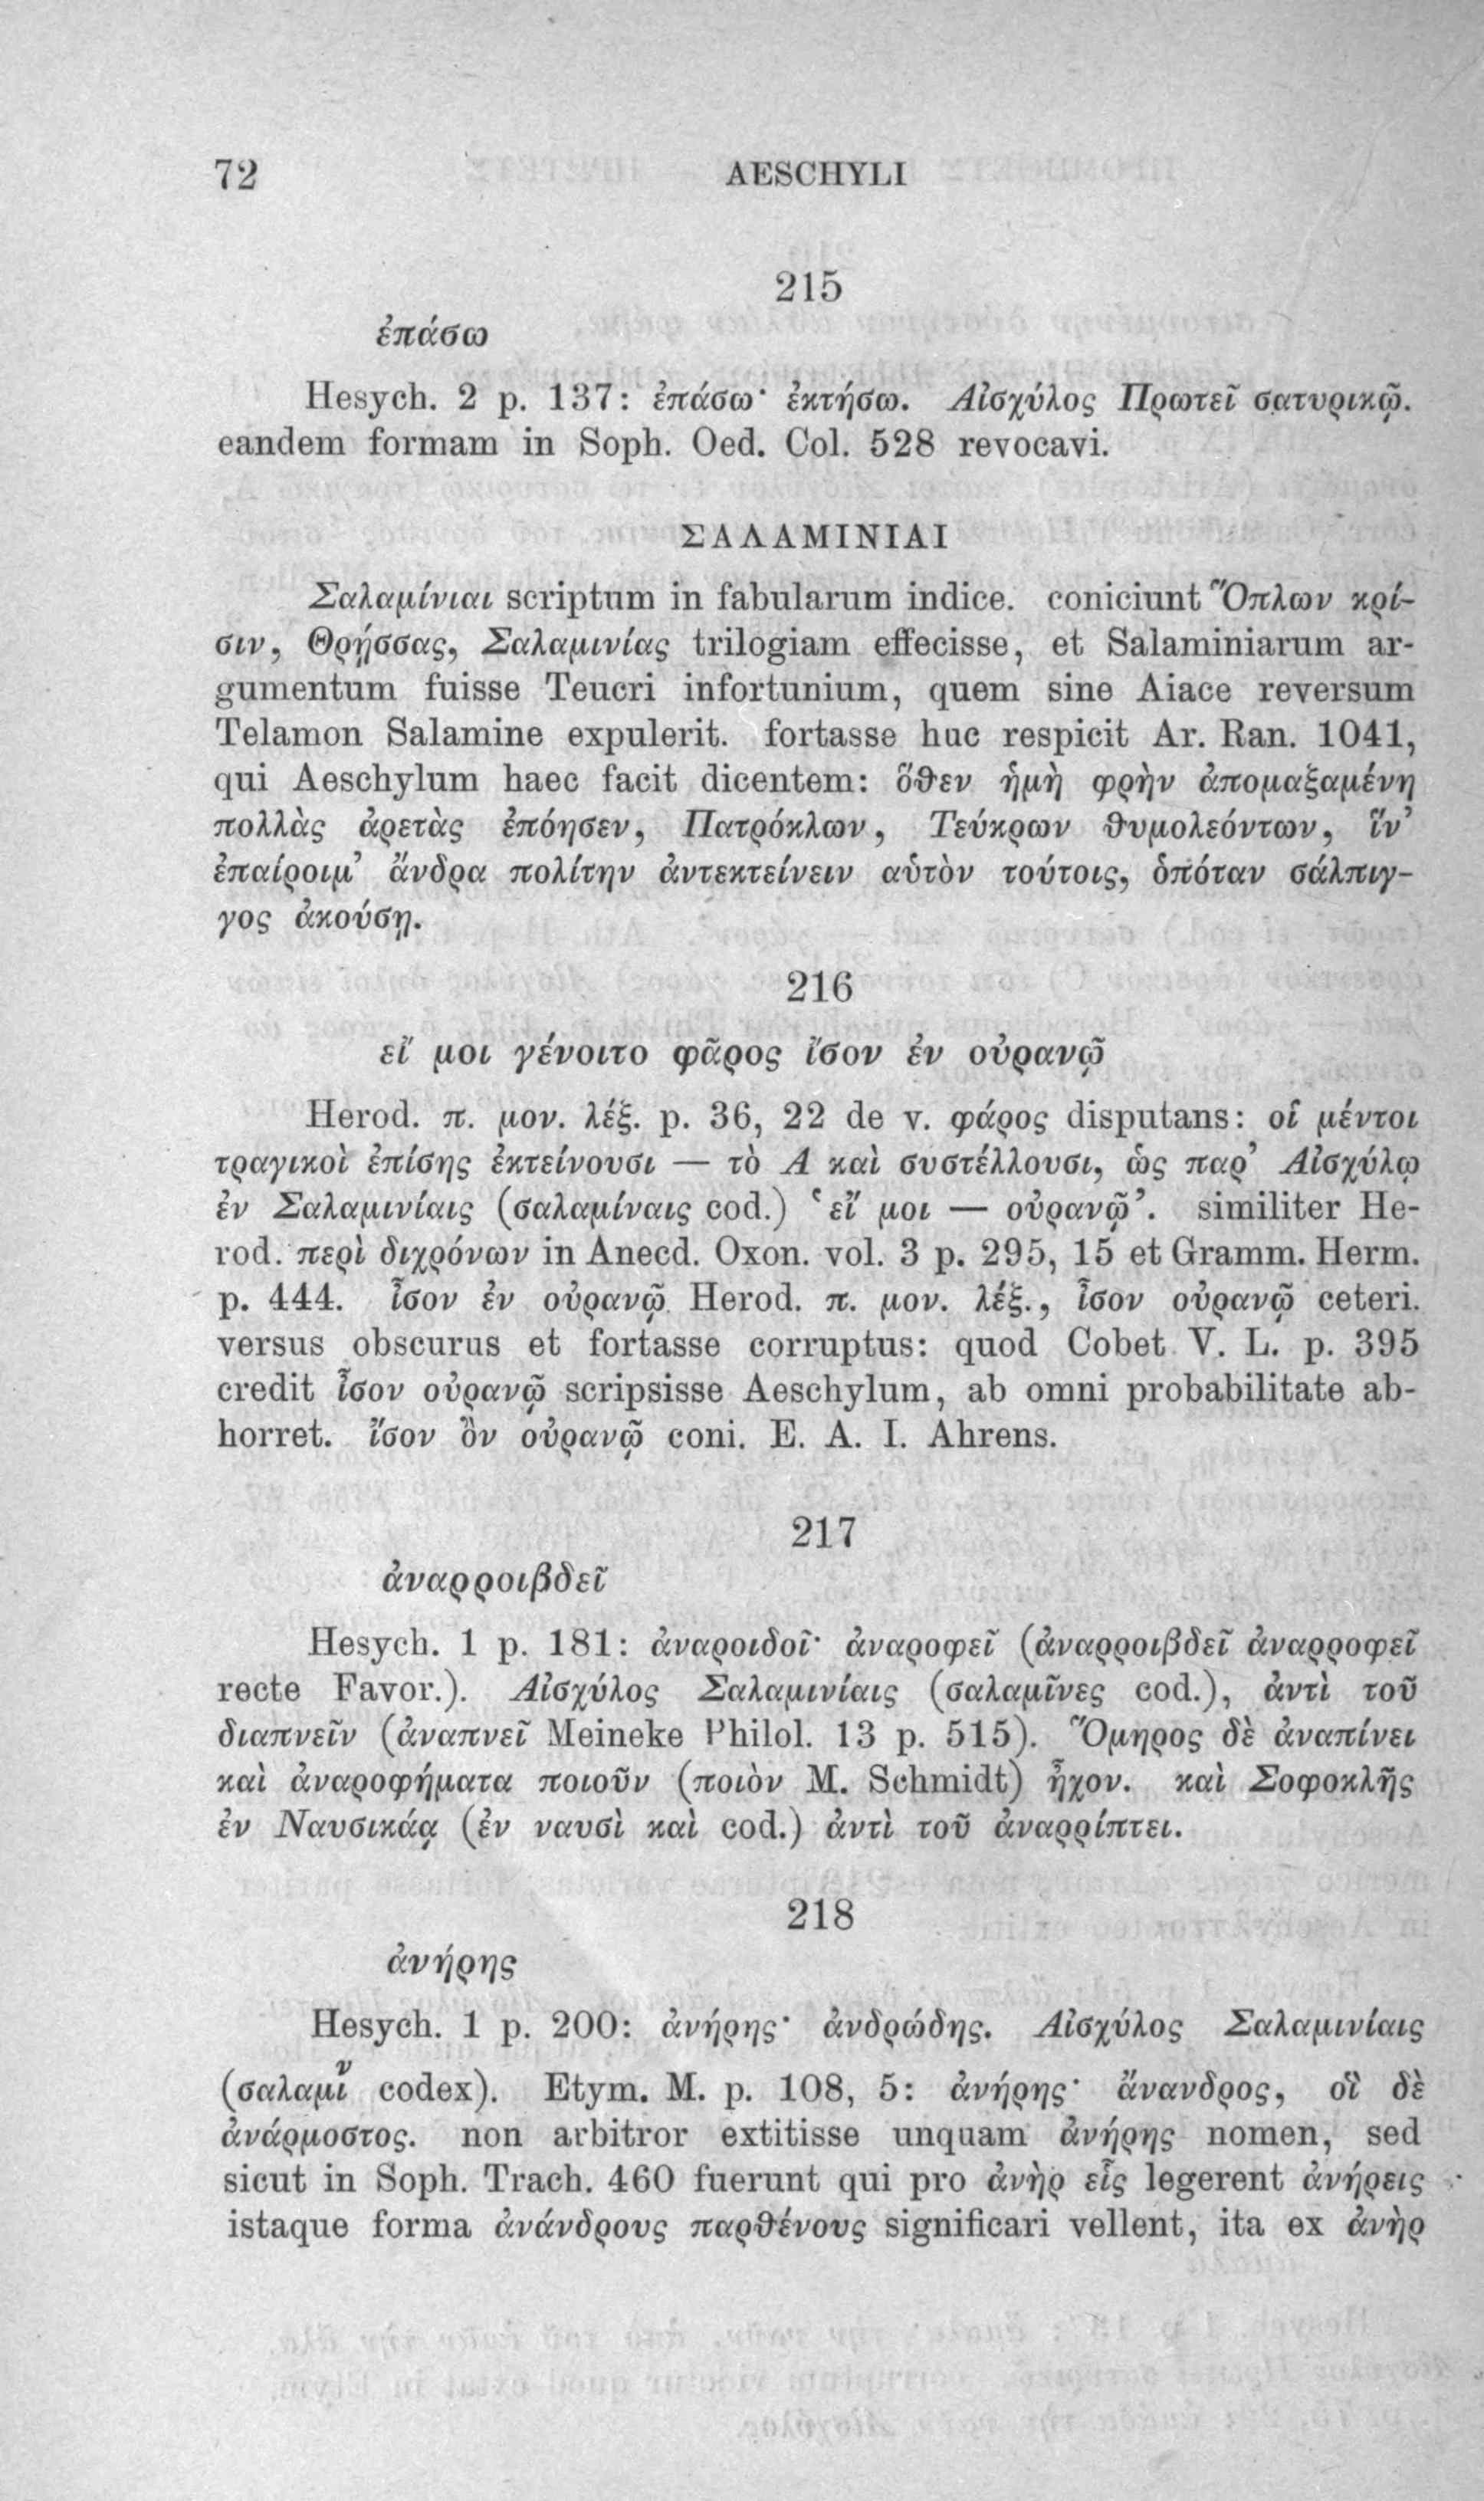 72
AESCHYLI
215
ἐπάσω
Hesych. 2 p. 137: ἐπάσω· ἐκτήσω. Αἰσχύλος Πρωτεῖ σατυρικῷ.
eandem formam in Soph. Oed. Col. 528 revocavi.
ΣΑΛΑΜΙΝΙΑΙ
Σαλαμίνιαι scriptum in fabularum indice. coniciunt Ὅπλων κρί-
σιν, Θρῄσσας, Σαλαμινίας trilogiam effecisse, et Salaminiarum ar-
gumentum fuisse Teucri infortunium, quem sine Aiace reversum
Telamon Salamine expulerit. fortasse huc respicit Ar. Ran. 1041,
qui Aeschylum haec facit dicentem: ὅθεν ἡμὴ φρὴν ἀπομαξαμένη
πολλὰς ἀρετὰς ἐπόησεν, Πατρόκλων, Τεύκρων θυμολεόντων, ἵν’
ἐπαίροιμ’ ἄνδρα πολίτην ἀντεκτείνειν αὑτὸν τούτοις, ὁπόταν σάλπιγ-
γος ἀκούσῃ.
216
εἴ μοι γένοιτο φᾶρος ἴσον ἐν οὐρανῷ
Herod. π. μον. λέξ. p. 36, 22 de v. φάρος disputans: οἱ μέντοι
τραγικοὶ ἐπίσης ἐκτείνουσι — τὸ Α καὶ συστέλλουσι, ὡς παρ’ Αἰσχύλῳ
ἐν Σαλαμινίαις (σαλαμίναις cod.) ‘εἴ μοι — οὐρανῷ’. similiter He-
rod. περὶ διχρόνων in Anecd. Oxon. vol. 3 p. 295, 15 et Gramm. Herm.
p. 444. ἶσον ἐν οὐρανῷ Herod. π. μον. λέξ., ἶσον οὐρανῷ ceteri.
versus obscurus et fortasse corruptus: quod Cobet V. L. p. 395
credit ἶσον οὐρανῷ scripsisse Aeschylum, ab omni probabilitate ab-
horret. ἴσον ὂν οὐρανῷ coni. E. A. I. Ahrens.
217
ἀναρροιβδεῖ
Hesych. 1 p. 181: ἀναροιδοῖ· ἀναροφεῖ (ἀναρροιβδεῖ ἀναρροφεῖ
recte Favor.). Αἰσχύλος Σαλαμινίαις (σαλαμῖνες cod.), ἀντὶ τοῦ
διαπνεῖν (ἀναπνεῖ Meineke Philol. 13 p. 515). Ὅμηρος δὲ ἀναπίνει
καὶ ἀναροφήματα ποιοῦν (ποιὸν M. Schmidt) ἦχον. καὶ Σοφοκλῆς
ἐν Ναυσικάᾳ (ἐν ναυσὶ καὶ cod.) ἀντὶ τοῦ ἀναρρίπτει.
218
ἀνήρης
Hesych. 1 p. 200: ἀνήρης· ἀνδρώδης. Αἰσχύλος Σαλαμινίαις
(σαλαμῖ̓ν codex). Etym. M. p. 108, 5: ἀνήρης· ἄνανδρος, οἳ δὲ
ἀνάρμοστος. non arbitror extitisse unquam ἀνήρης nomen, sed
sicut in Soph. Trach. 460 fuerunt qui pro ἀνὴρ εἷς legerent ἀνήρεις
istaque forma ἀνάνδρους παρθένους significari vellent, ita ex ἀνὴρ